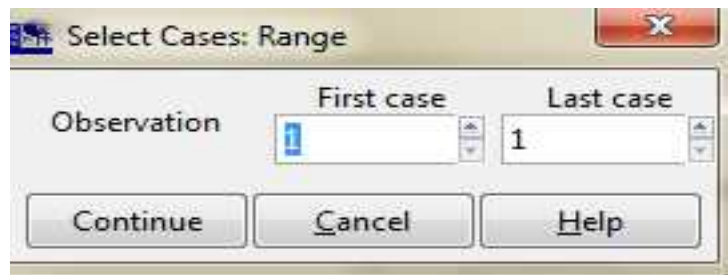 Select Cases: Range
First case Last case
Observation 1 1
Continue Cancel Help